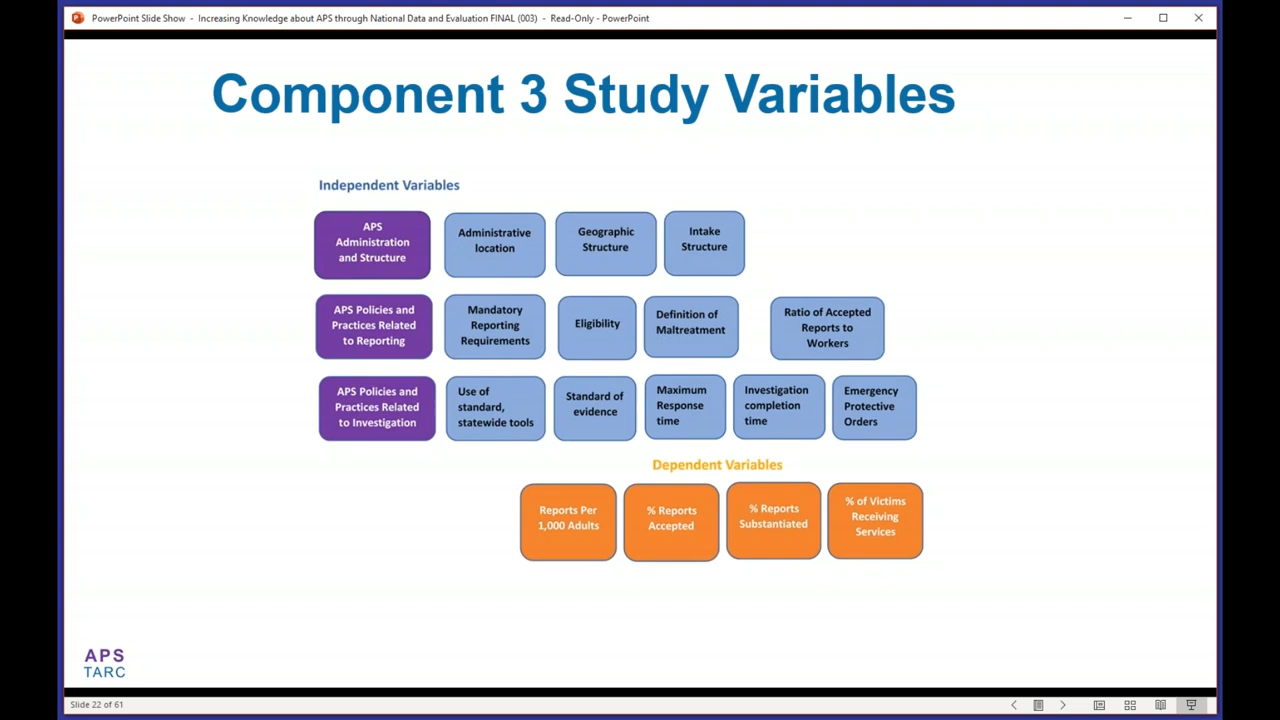 PowerPoint Slide Show - Increasing Knowledge about APS through National Data and Evaluation FINAL (003) - Read-Only - PowerPoint
Component 3 Study Variables
Independent Variables
APS
Administration
and Structure
Administrative
location
Geographic
Structure
Intake
Structure
APS Policies and
Practices Related
to Reporting
Mandatory
Reporting
Requirements
Eligibility
Definition of
Maltreatment
Ratio of Accepted
Reports to
Workers
APS Policies and
Practices Related
to Investigation
Use of
standard,
statewide tools
Standard of
evidence
Maximum
Response
time
Investigation
completion
time
Emergency
Protective
Orders
Dependent Variables
Reports Per
1,000 Adults
% Reports
Accepted
% Reports
Substantiated
% of Victims
Receiving
Services
APS
TARC
Slide 22 of 61